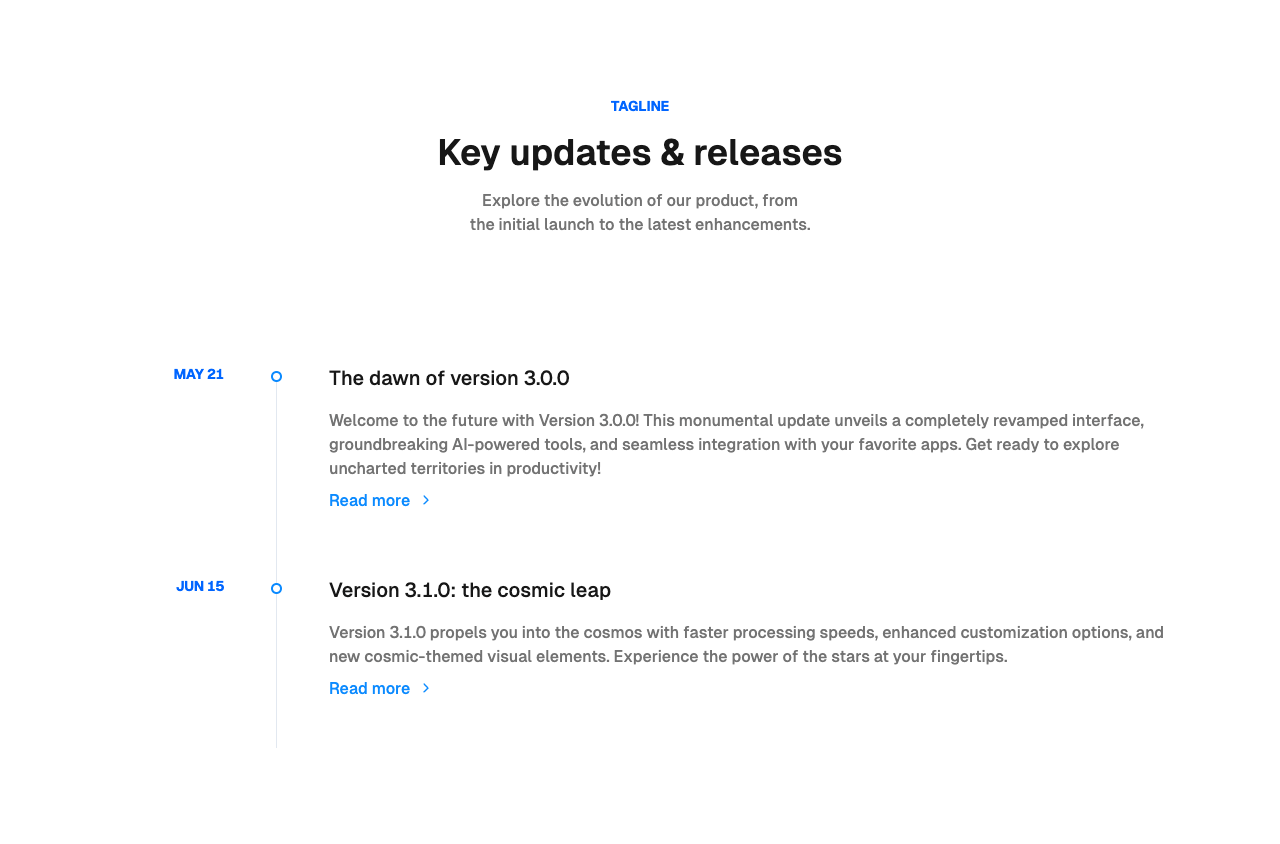 TAGLINE
Key updates & releases
Explore the evolution of our product, from
the initial launch to the latest enhancements.
MAY 21
The dawn of version 3.0.0
Welcome to the future with Version 3.0.0! This monumental update unveils a completely revamped interface,
groundbreaking AI-powered tools, and seamless integration with your favorite apps. Get ready to explore
uncharted territories in productivity!
Read more
JUN 15
Version 3.1.0: the cosmic leap
Version 3.1.0 propels you into the cosmos with faster processing speeds, enhanced customization options, and
new cosmic-themed visual elements. Experience the power of the stars at your fingertips.
Read more